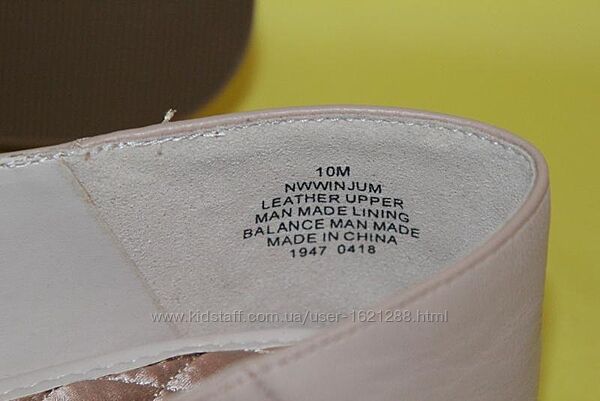 10M
NWWINJUM
LEATHER UPPER
MAN MADE LINING
BALANCE MAN MADE
MADE IN CHINA
1947 0418
www.kidstaff.com.ua/user-1621288.html